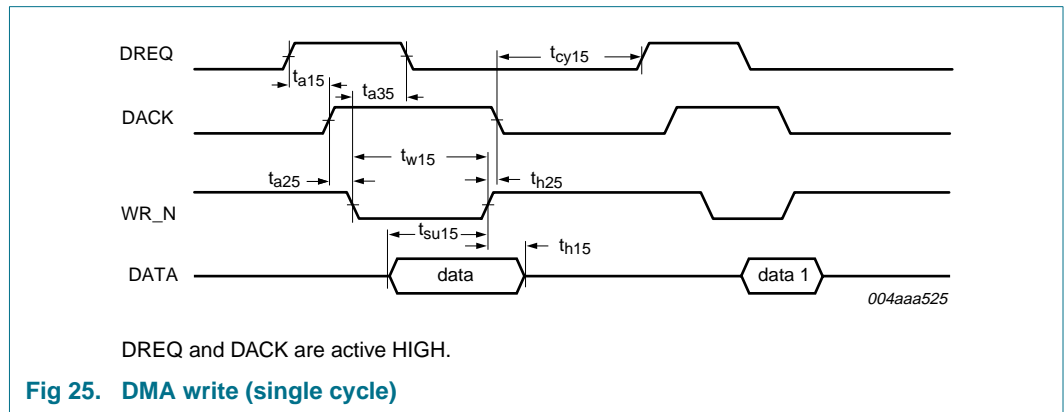 DREQ
t_cy15
t_a15
t_a35
DACK
t_w15
t_a25
t_h25
WR_N
t_su15
t_h15
DATA
data
data 1
004aaa525
DREQ and DACK are active HIGH.
Fig 25. DMA write (single cycle)